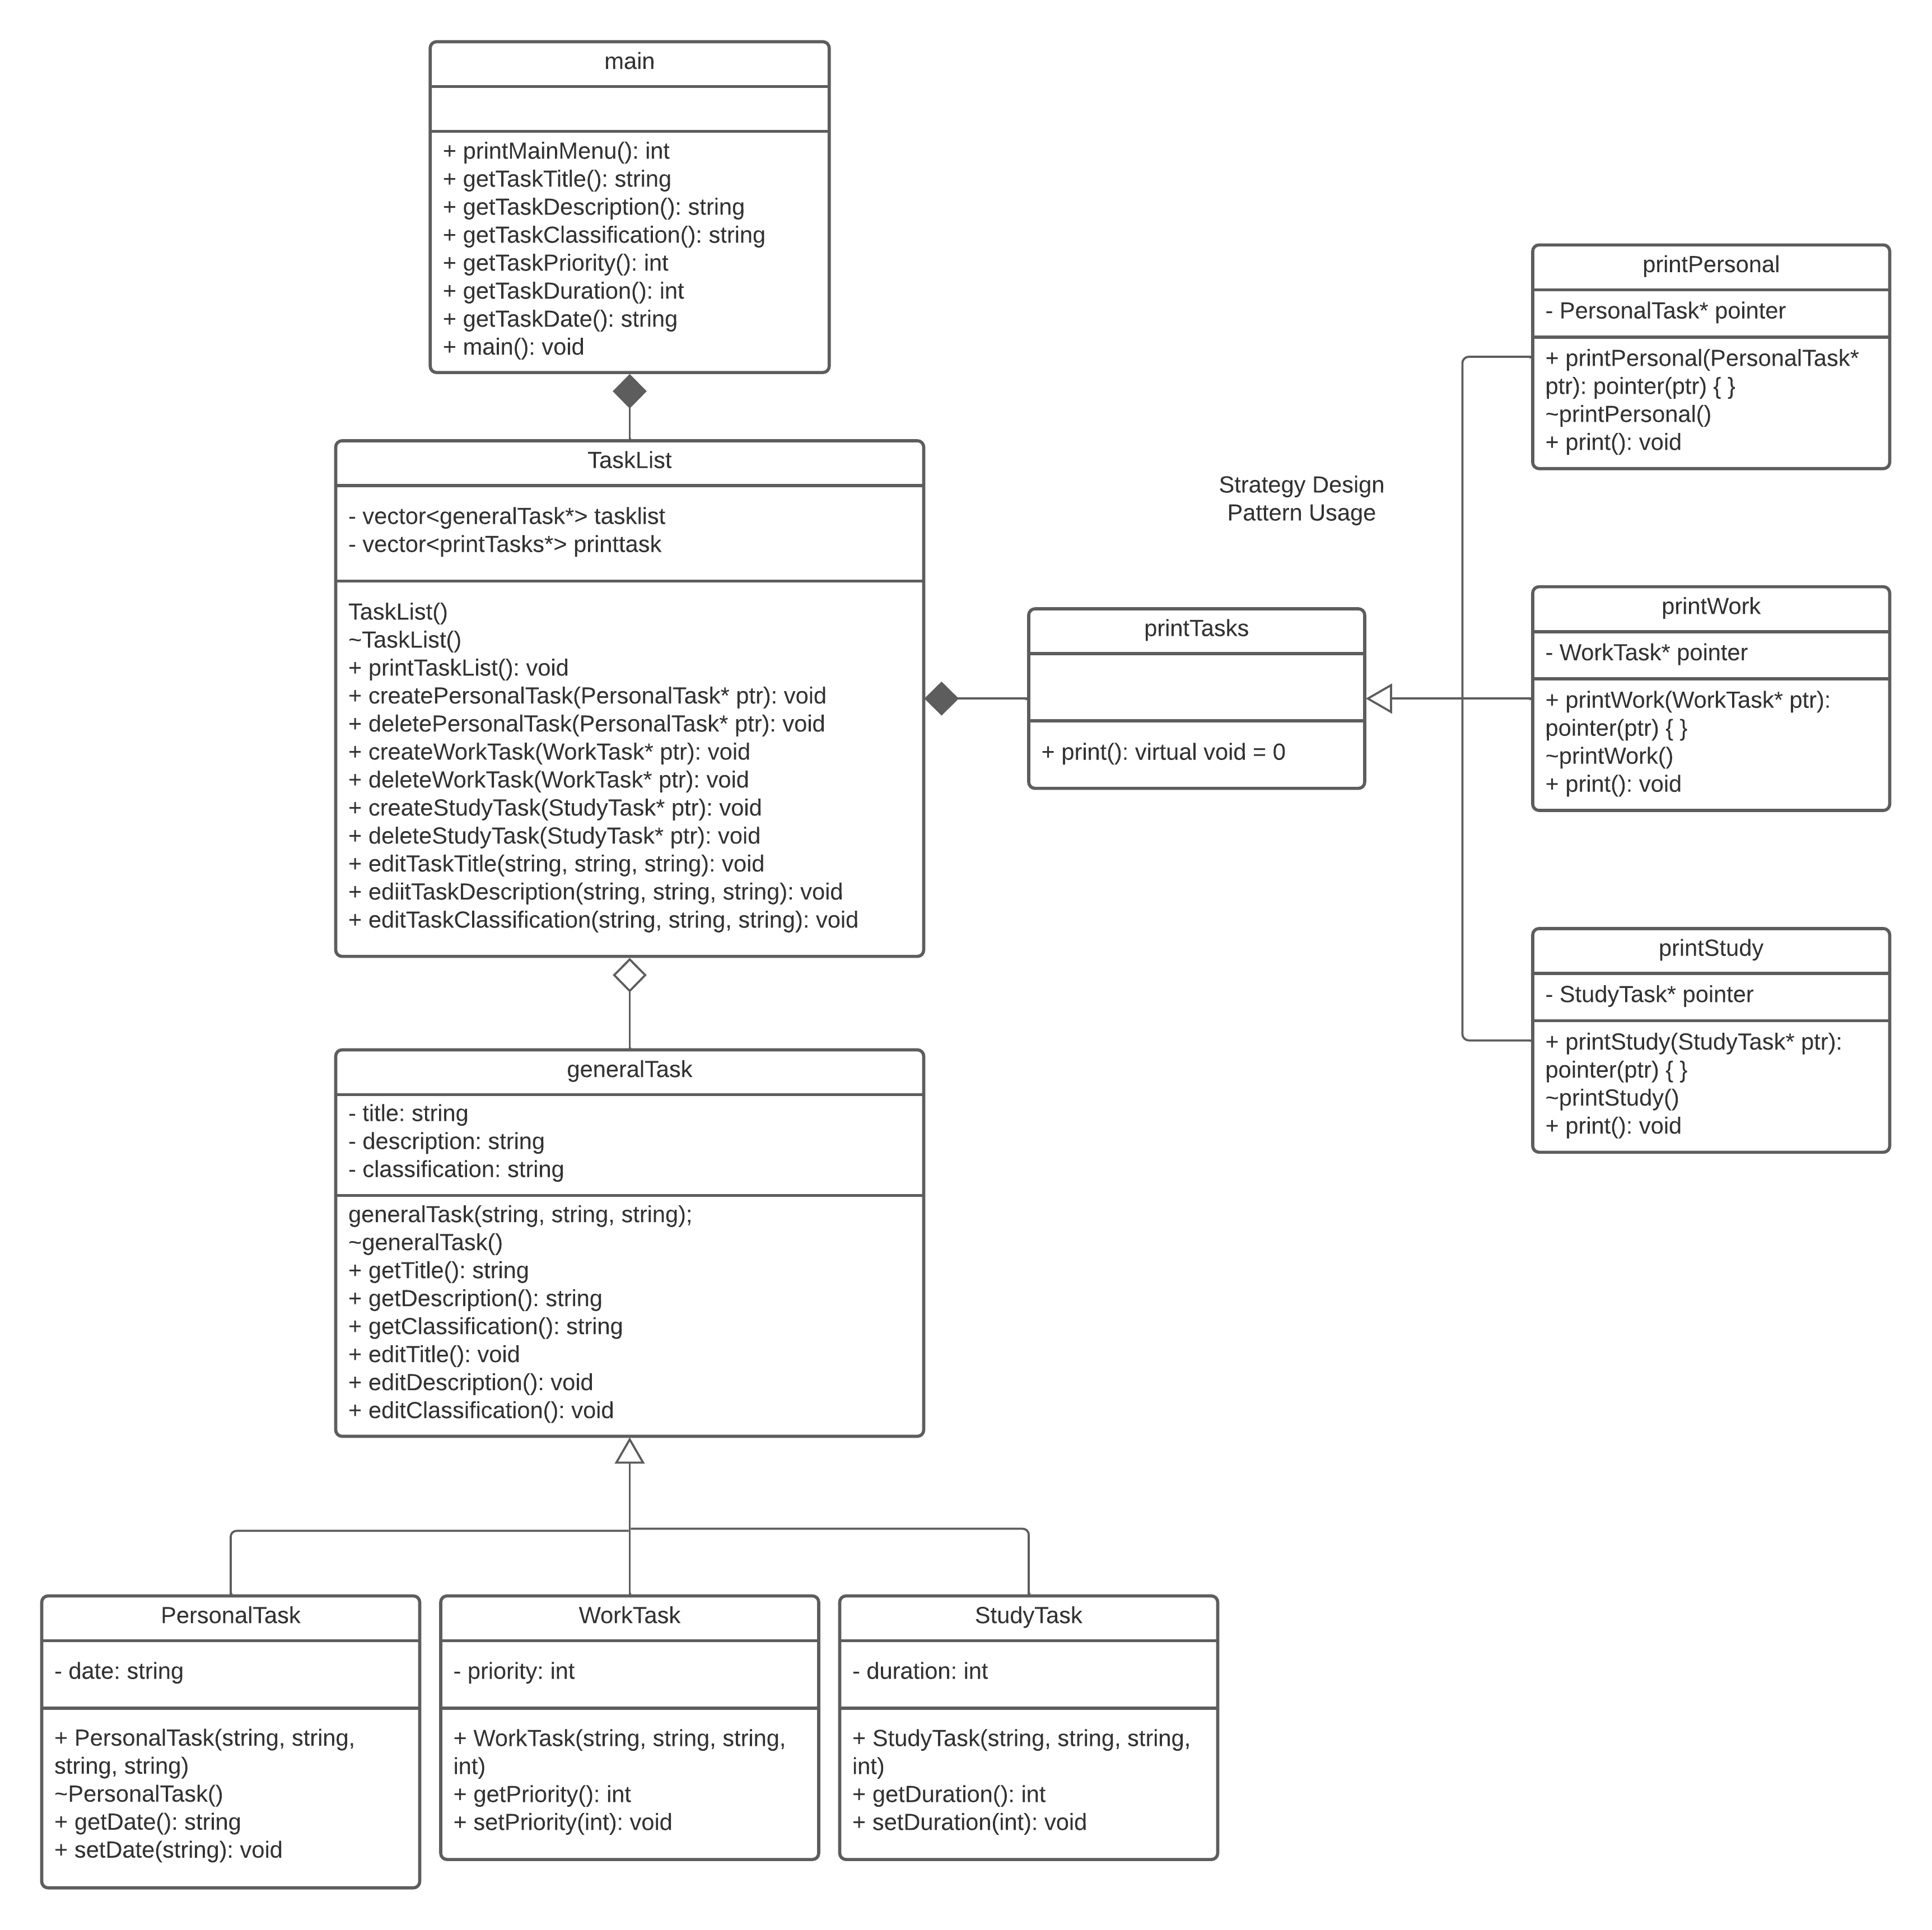 main
+ printMainMenu(): int
+ getTaskTitle(): string
+ getTaskDescription(): string
+ getTaskClassification(): string
+ getTaskPriority(): int
+ getTaskDuration(): int
+ getTaskDate(): string
+ main(): void
TaskList
- vector<generalTask*> tasklist
- vector<printTasks*> printtask
TaskList()
~TaskList()
+ printTaskList(): void
+ createPersonalTask(PersonalTask* ptr): void
+ deletePersonalTask(PersonalTask* ptr): void
+ createWorkTask(WorkTask* ptr): void
+ deleteWorkTask(WorkTask* ptr): void
+ createStudyTask(StudyTask* ptr): void
+ deleteStudyTask(StudyTask* ptr): void
+ editTaskTitle(string, string, string): void
+ ediitTaskDescription(string, string, string): void
+ editTaskClassification(string, string, string): void
printTasks
+ print(): virtual void = 0
Strategy Design
Pattern Usage
printPersonal
- PersonalTask* pointer
+ printPersonal(PersonalTask*
ptr): pointer(ptr) { }
~printPersonal()
+ print(): void
printWork
- WorkTask* pointer
+ printWork(WorkTask* ptr):
pointer(ptr) { }
~printWork()
+ print(): void
printStudy
- StudyTask* pointer
+ printStudy(StudyTask* ptr):
pointer(ptr) { }
~printStudy()
+ print(): void
generalTask
- title: string
- description: string
- classification: string
generalTask(string, string, string);
~generalTask()
+ getTitle(): string
+ getDescription(): string
+ getClassification(): string
+ editTitle(): void
+ editDescription(): void
+ editClassification(): void
PersonalTask
- date: string
+ PersonalTask(string, string,
string, string)
~PersonalTask()
+ getDate(): string
+ setDate(string): void
WorkTask
- priority: int
+ WorkTask(string, string, string,
int)
+ getPriority(): int
+ setPriority(int): void
StudyTask
- duration: int
+ StudyTask(string, string, string,
int)
+ getDuration(): int
+ setDuration(int): void